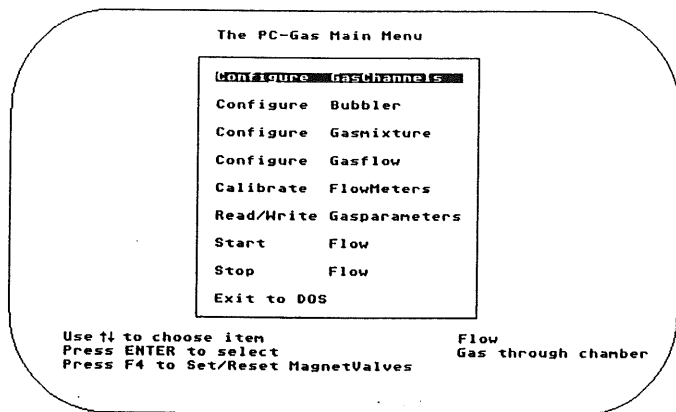 The PC-Gas Main Menu
Configure GasChannels
Configure Bubbler
Configure Gasmixture
Configure Gasflow
Calibrate FlowMeters
Read/Write Gasparameters
Start Flow
Stop Flow
Exit to DOS
Use ↑↓ to choose item
Press ENTER to select
Press F4 to Set/Reset MagnetValves
Flow
Gas through chamber